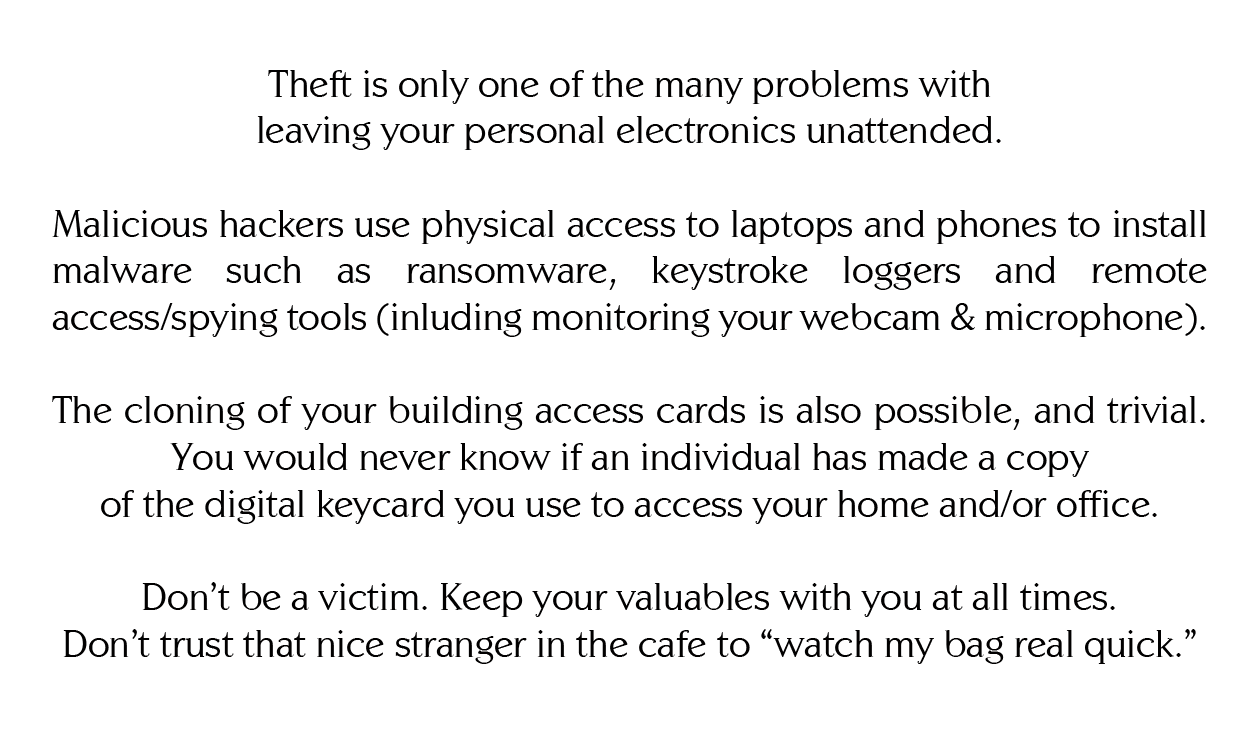 Theft is only one of the many problems with
leaving your personal electronics unattended.
Malicious hackers use physical access to laptops and phones to install
malware such as ransomware, keystroke loggers and remote
access/spying tools (inluding monitoring your webcam & microphone).
The cloning of your building access cards is also possible, and trivial.
You would never know if an individual has made a copy
of the digital keycard you use to access your home and/or office.
Don’t be a victim. Keep your valuables with you at all times.
Don’t trust that nice stranger in the cafe to “watch my bag real quick.”